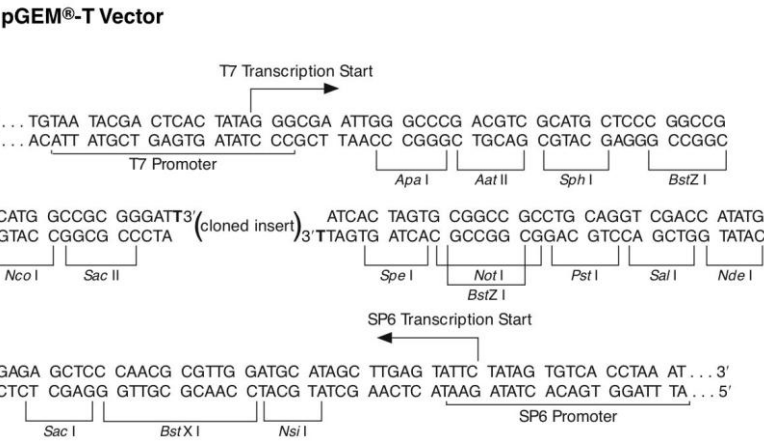 pGEM®-T Vector
T7 Transcription Start
...TGTAA TACGA CTCAC TATAG GGCGA ATTGG GCCCG ACGTC GCATG CTCCC GGCCG
...ACATT ATGCT GAGTG ATATC CCGCT TAACC CGGGC TGCAG CGTAC GAGGG CCGGC
T7 Promoter
Apa I Aat II Sph I BstZ I
CATG GCCGC GGGATT3′ (cloned insert) ATCAC TAGTG CGGCC GCCTG CAGGT CGACC ATATG
GTACC GGCG CCCTA 3′TTAGTG ATCAC GCCGG CGGAC GTCCA GCTGG TATAC
Nco I Sac II Spe I Not I Pst I Sal I Nde I
BstZ I
SP6 Transcription Start
GAGA GCTCC CAACG CGTTG GATGC ATAGC TTGAG TATTC TATAG TGTCA CCTAA AT...3′
CTCT CGAGG GTTGC GCAAC CTACG TATCG AACTC ATAAG ATATC ACAGT GGATT TA...5′
Sac I BstX I Nsi I SP6 Promoter